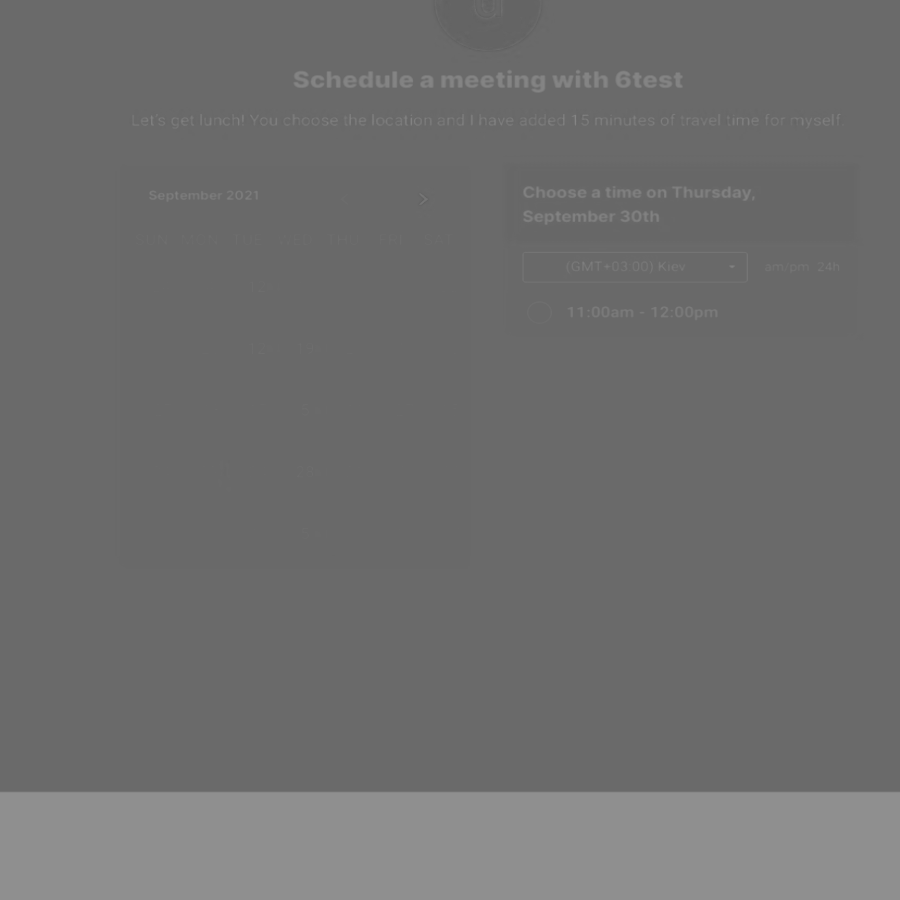 Schedule a meeting with 6test
Let's get lunch! You choose the location and I have added 15 minutes of travel time for myself.
September 2021
Choose a time on Thursday,
September 30th
(GMT+03:00) Kiev
am/pm 24h
11:00am - 12:00pm